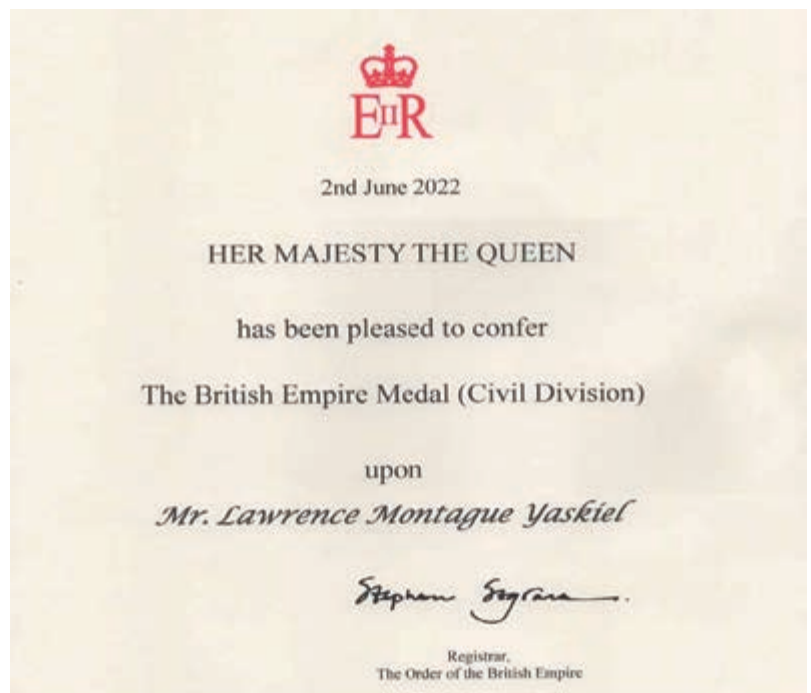 EIIR
2nd June 2022
HER MAJESTY THE QUEEN
has been pleased to confer
The British Empire Medal (Civil Division)
upon
Mr. Lawrence Montague Yaskiel
Stephen
Registrar,
The Order of the British Empire